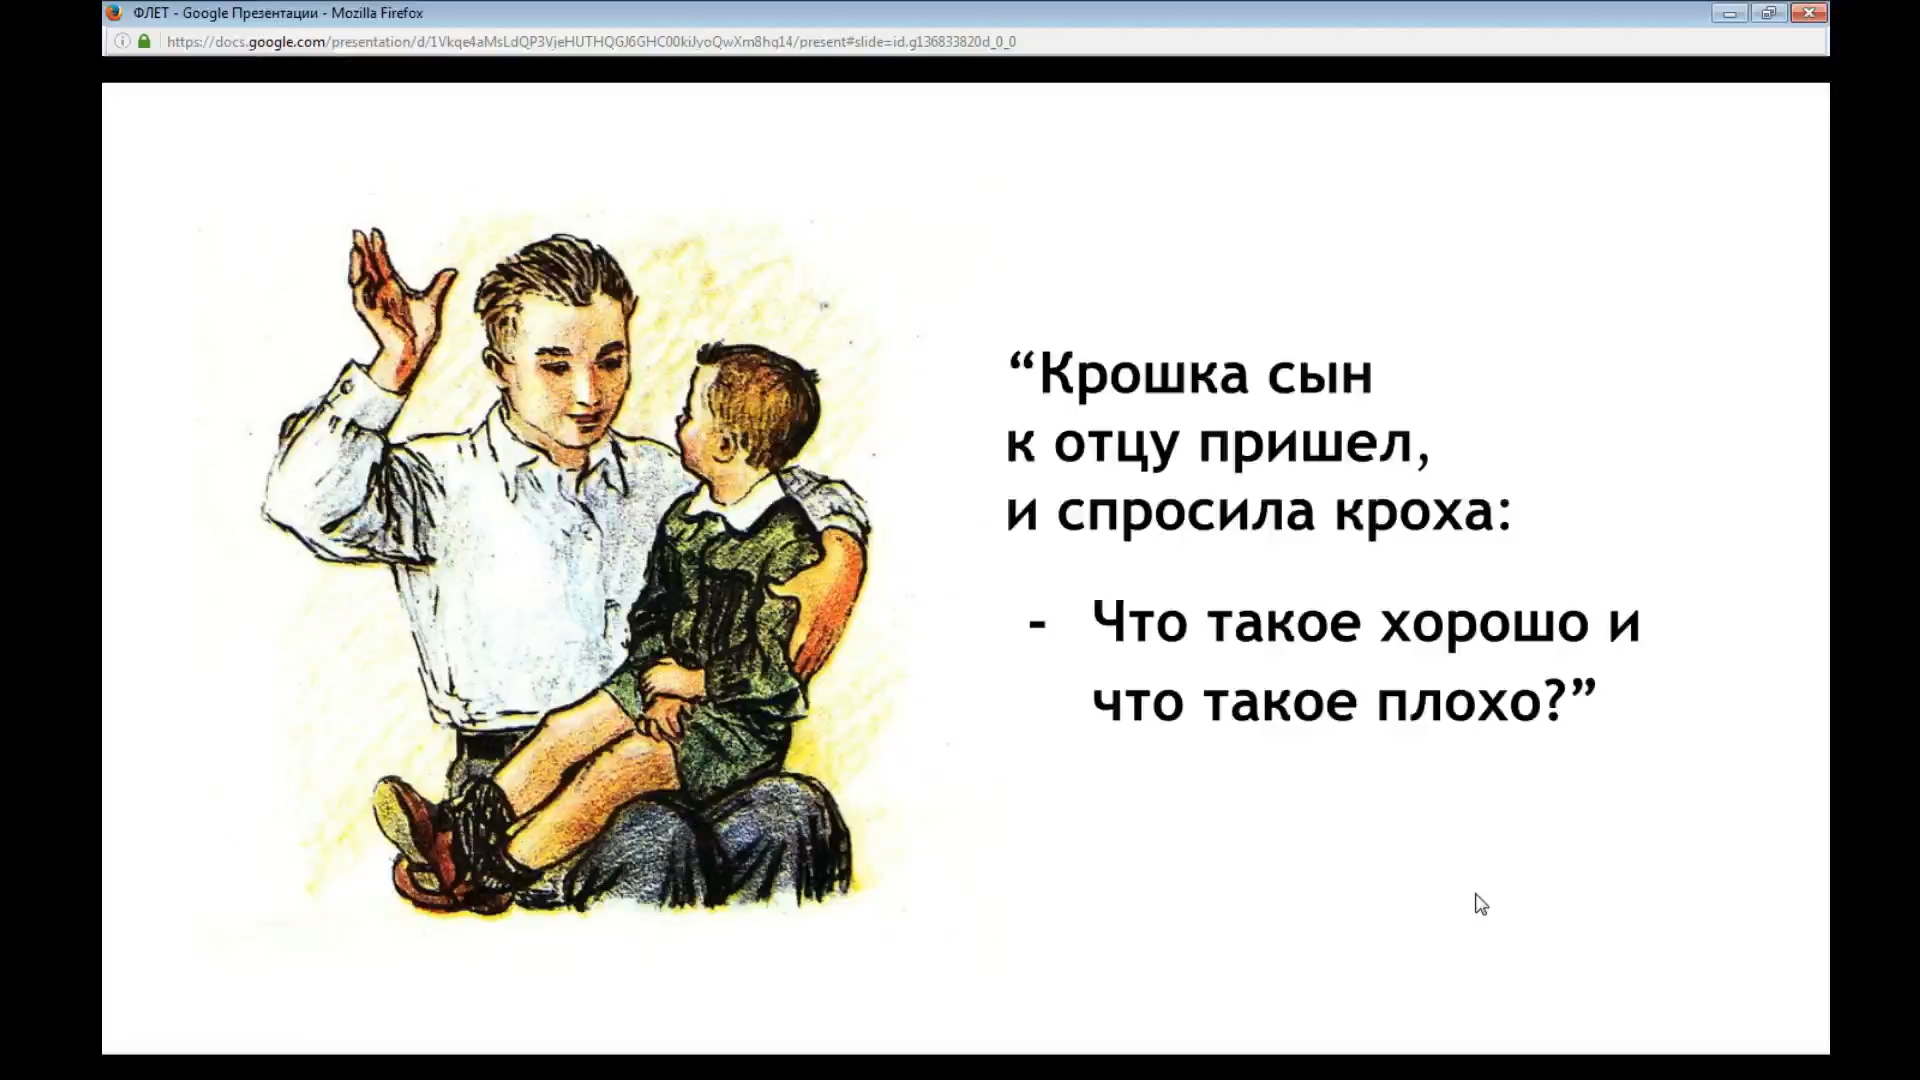 ФЛЕТ - Google Презентации - Mozilla Firefox
https://docs.google.com/presentation/d/1Vkqe4aMsLdQP3VjeHUTHQGJ6GHC00kiJyoQwXm8hq14/present#slide=id.g136833820d_0_0
“Крошка сын
к отцу пришел,
и спросила кроха:
- Что такое хорошо и
что такое плохо?”